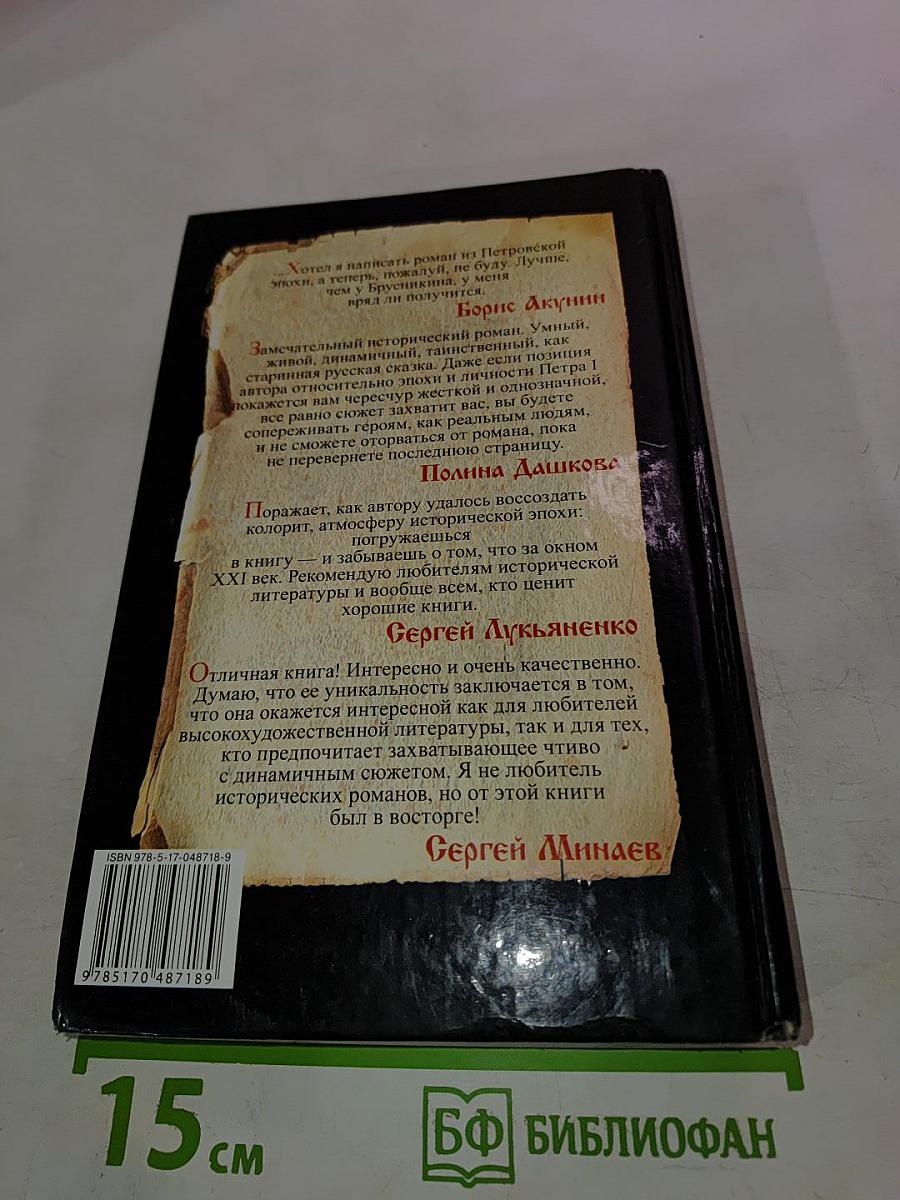 ...Хотел я написать роман из Петровской
эпохи, а теперь, пожалуй, не буду. Лучше,
чем у Брусникина, у меня
вряд ли получится.
Борис Акунин
Замечательный исторический роман. Умный,
живой, динамичный, таинственный, как
старинная русская сказка. Даже если позиция
автора относительно эпохи и личности Петра I
покажется вам чересчур жесткой и однозначной,
все равно сюжет захватит вас, вы будете
сопереживать героям, как реальным людям,
и не сможете оторваться от романа, пока
не перевернете последнюю страницу.
Полина Дашкова
Поражает, как автору удалось воссоздать
колорит, атмосферу исторической эпохи:
погружаешься
в книгу — и забываешь о том, что за окном
XXI век. Рекомендую любителям исторической
литературы и вообще всем, кто ценит
хорошие книги.
Сергей Лукьяненко
Отличная книга! Интересно и очень качественно.
Думаю, что ее уникальность заключается в том,
что она окажется интересной как для любителей
высокохудожественной литературы, так и для тех,
кто предпочитает захватывающее чтиво
с динамичным сюжетом. Я не любитель
исторических романов, но от этой книги
был в восторге!
Сергей Минаев
ISBN 978-5-17-048718-9
9785170487189
15 см
БФ БИБЛИОФАН